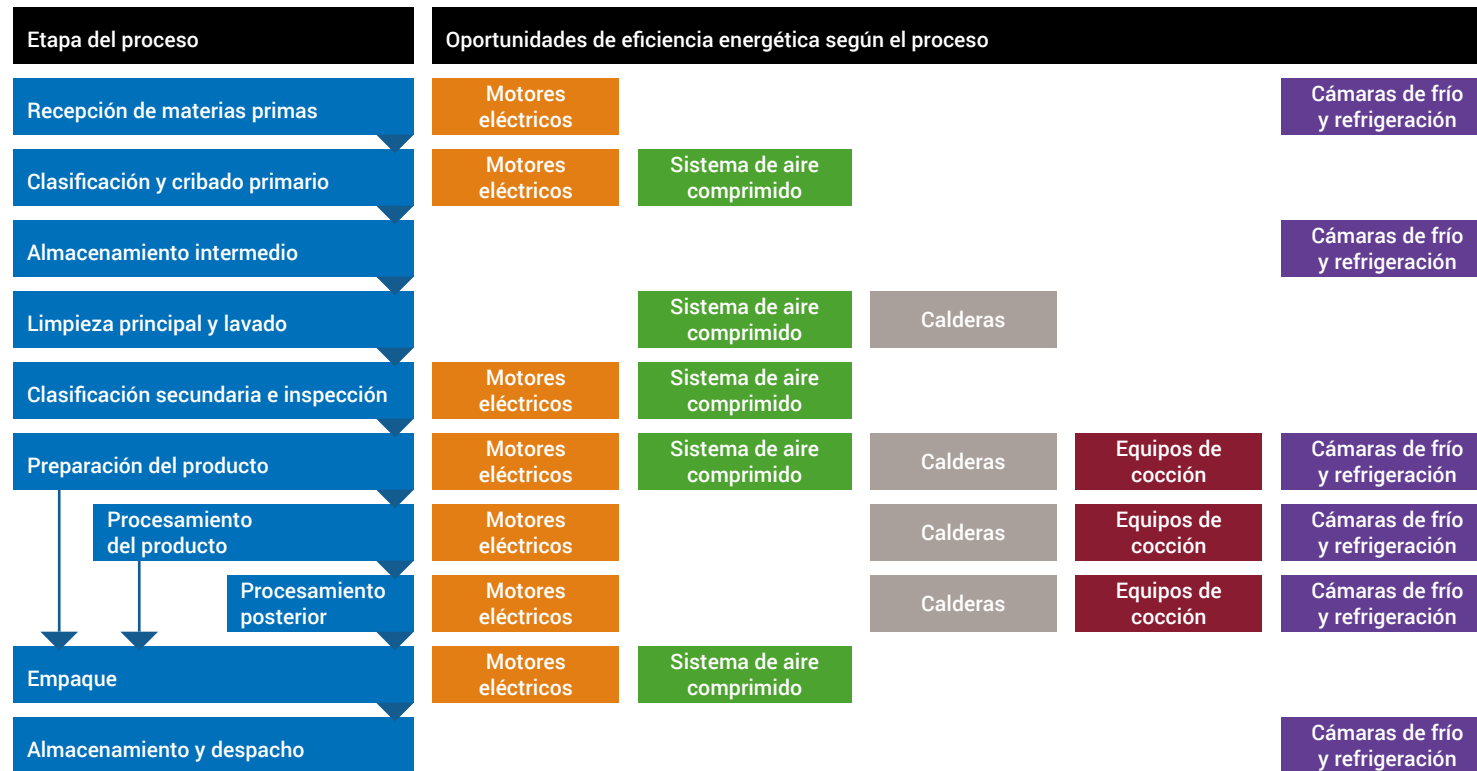 Etapa del proceso
Oportunidades de eficiencia energética según el proceso
Recepción de materias primas
Motores
eléctricos
Cámaras de frío
y refrigeración
Clasificación y cribado primario
Motores
eléctricos
Sistema de aire
comprimido
Almacenamiento intermedio
Cámaras de frío
y refrigeración
Limpieza principal y lavado
Sistema de aire
comprimido
Calderas
Clasificación secundaria e inspección
Motores
eléctricos
Sistema de aire
comprimido
Preparación del producto
Motores
eléctricos
Sistema de aire
comprimido
Calderas
Equipos de
cocción
Cámaras de frío
y refrigeración
Procesamiento
del producto
Motores
eléctricos
Calderas
Equipos de
cocción
Cámaras de frío
y refrigeración
Procesamiento
posterior
Motores
eléctricos
Calderas
Equipos de
cocción
Cámaras de frío
y refrigeración
Empaque
Motores
eléctricos
Sistema de aire
comprimido
Almacenamiento y despacho
Cámaras de frío
y refrigeración